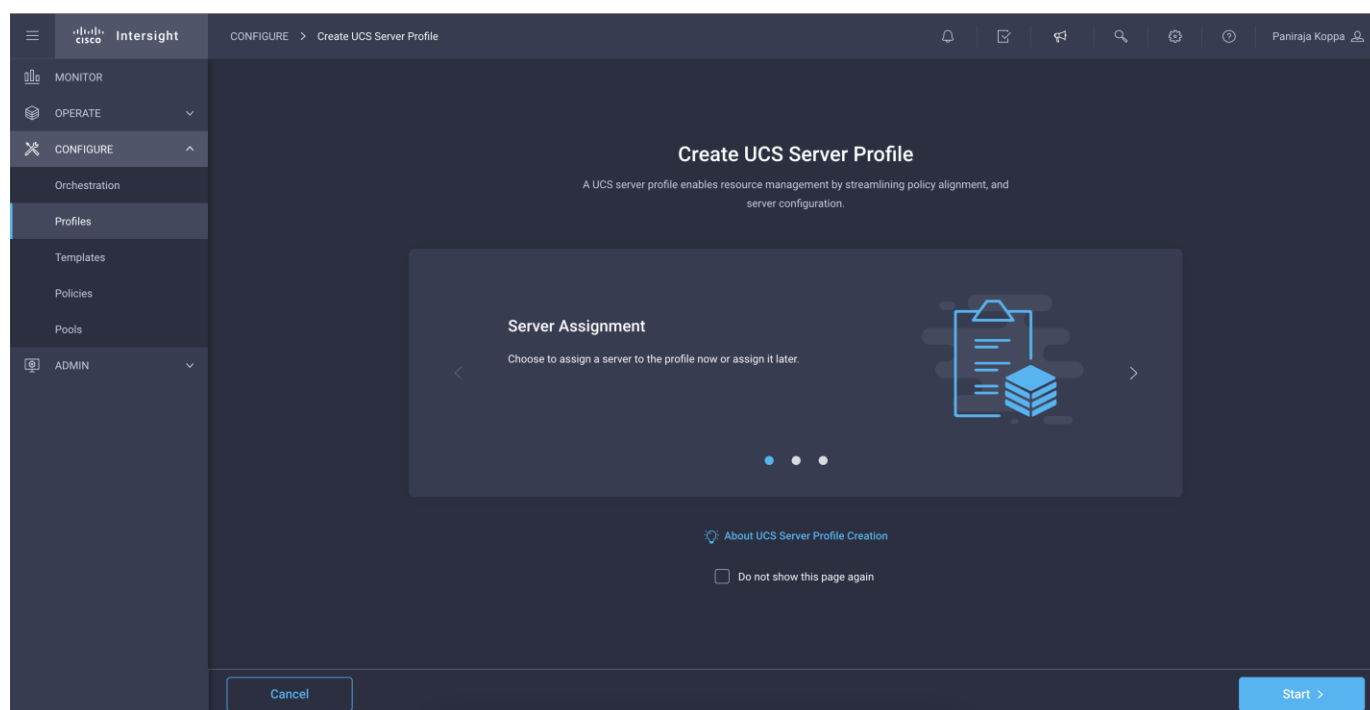 cisco Intersight
CONFIGURE > Create UCS Server Profile
Paniraja Koppa
MONITOR
OPERATE
CONFIGURE
Orchestration
Profiles
Templates
Policies
Pools
ADMIN
Create UCS Server Profile
A UCS server profile enables resource management by streamlining policy alignment, and
server configuration.
Server Assignment
Choose to assign a server to the profile now or assign it later.
About UCS Server Profile Creation
Do not show this page again
Cancel
Start >